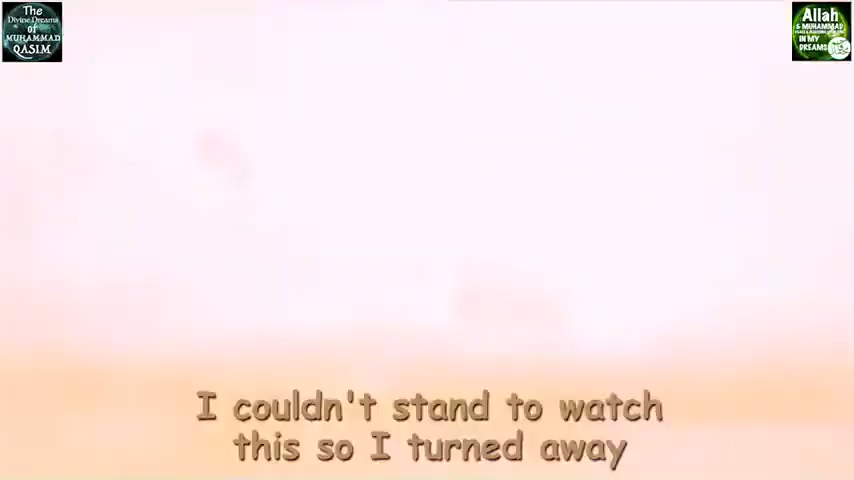 The
Divine Dreams
of
MUHAMMAD
QASIM
Allah
& MUHAMMAD
IN MY
DREAMS
I couldn't stand to watch
this so I turned away